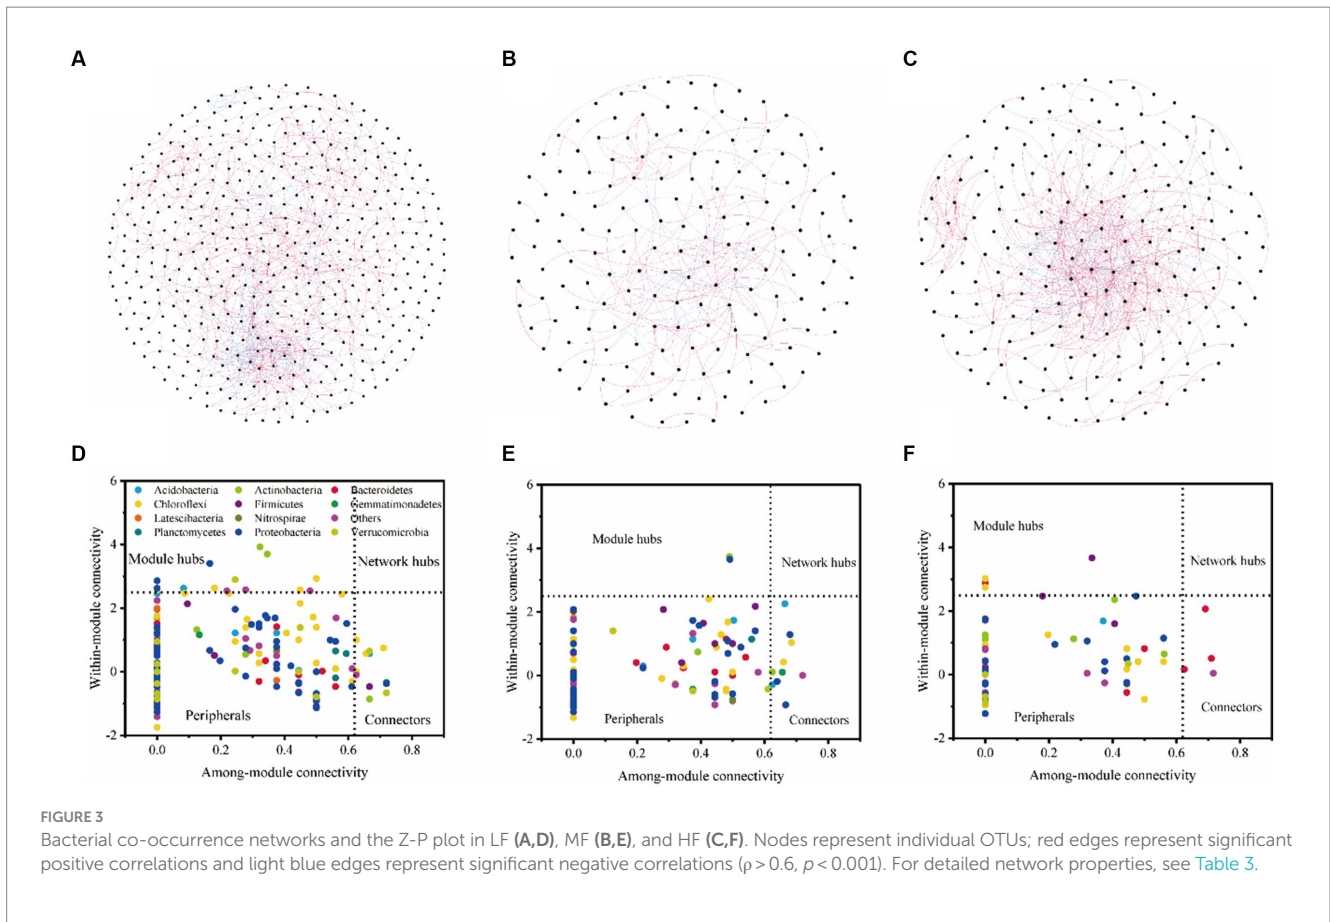 A
B
C
D
E
F
Within-module connectivity
6
4
2
0
-2
Acidobacteria
Actinobacteria
Bacteroidetes
Chloroflexi
Firmicutes
Gemmatimonadetes
Latescibacteria
Nitrospirae
Others
Planctomycetes
Proteobacteria
Verrucomicrobia
Module hubs
Network hubs
Peripherals
Connectors
0.0 0.2 0.4 0.6 0.8
Among-module connectivity
Within-module connectivity
6
4
2
0
-2
Module hubs
Network hubs
Peripherals
Connectors
0.0 0.2 0.4 0.6 0.8
Among-module connectivity
Within-module connectivity
6
4
2
0
-2
Module hubs
Network hubs
Peripherals
Connectors
0.0 0.2 0.4 0.6 0.8
Among-module connectivity
FIGURE 3
Bacterial co-occurrence networks and the Z-P plot in LF (A,D), MF (B,E), and HF (C,F). Nodes represent individual OTUs; red edges represent significant
positive correlations and light blue edges represent significant negative correlations (ρ > 0.6, p < 0.001). For detailed network properties, see Table 3.